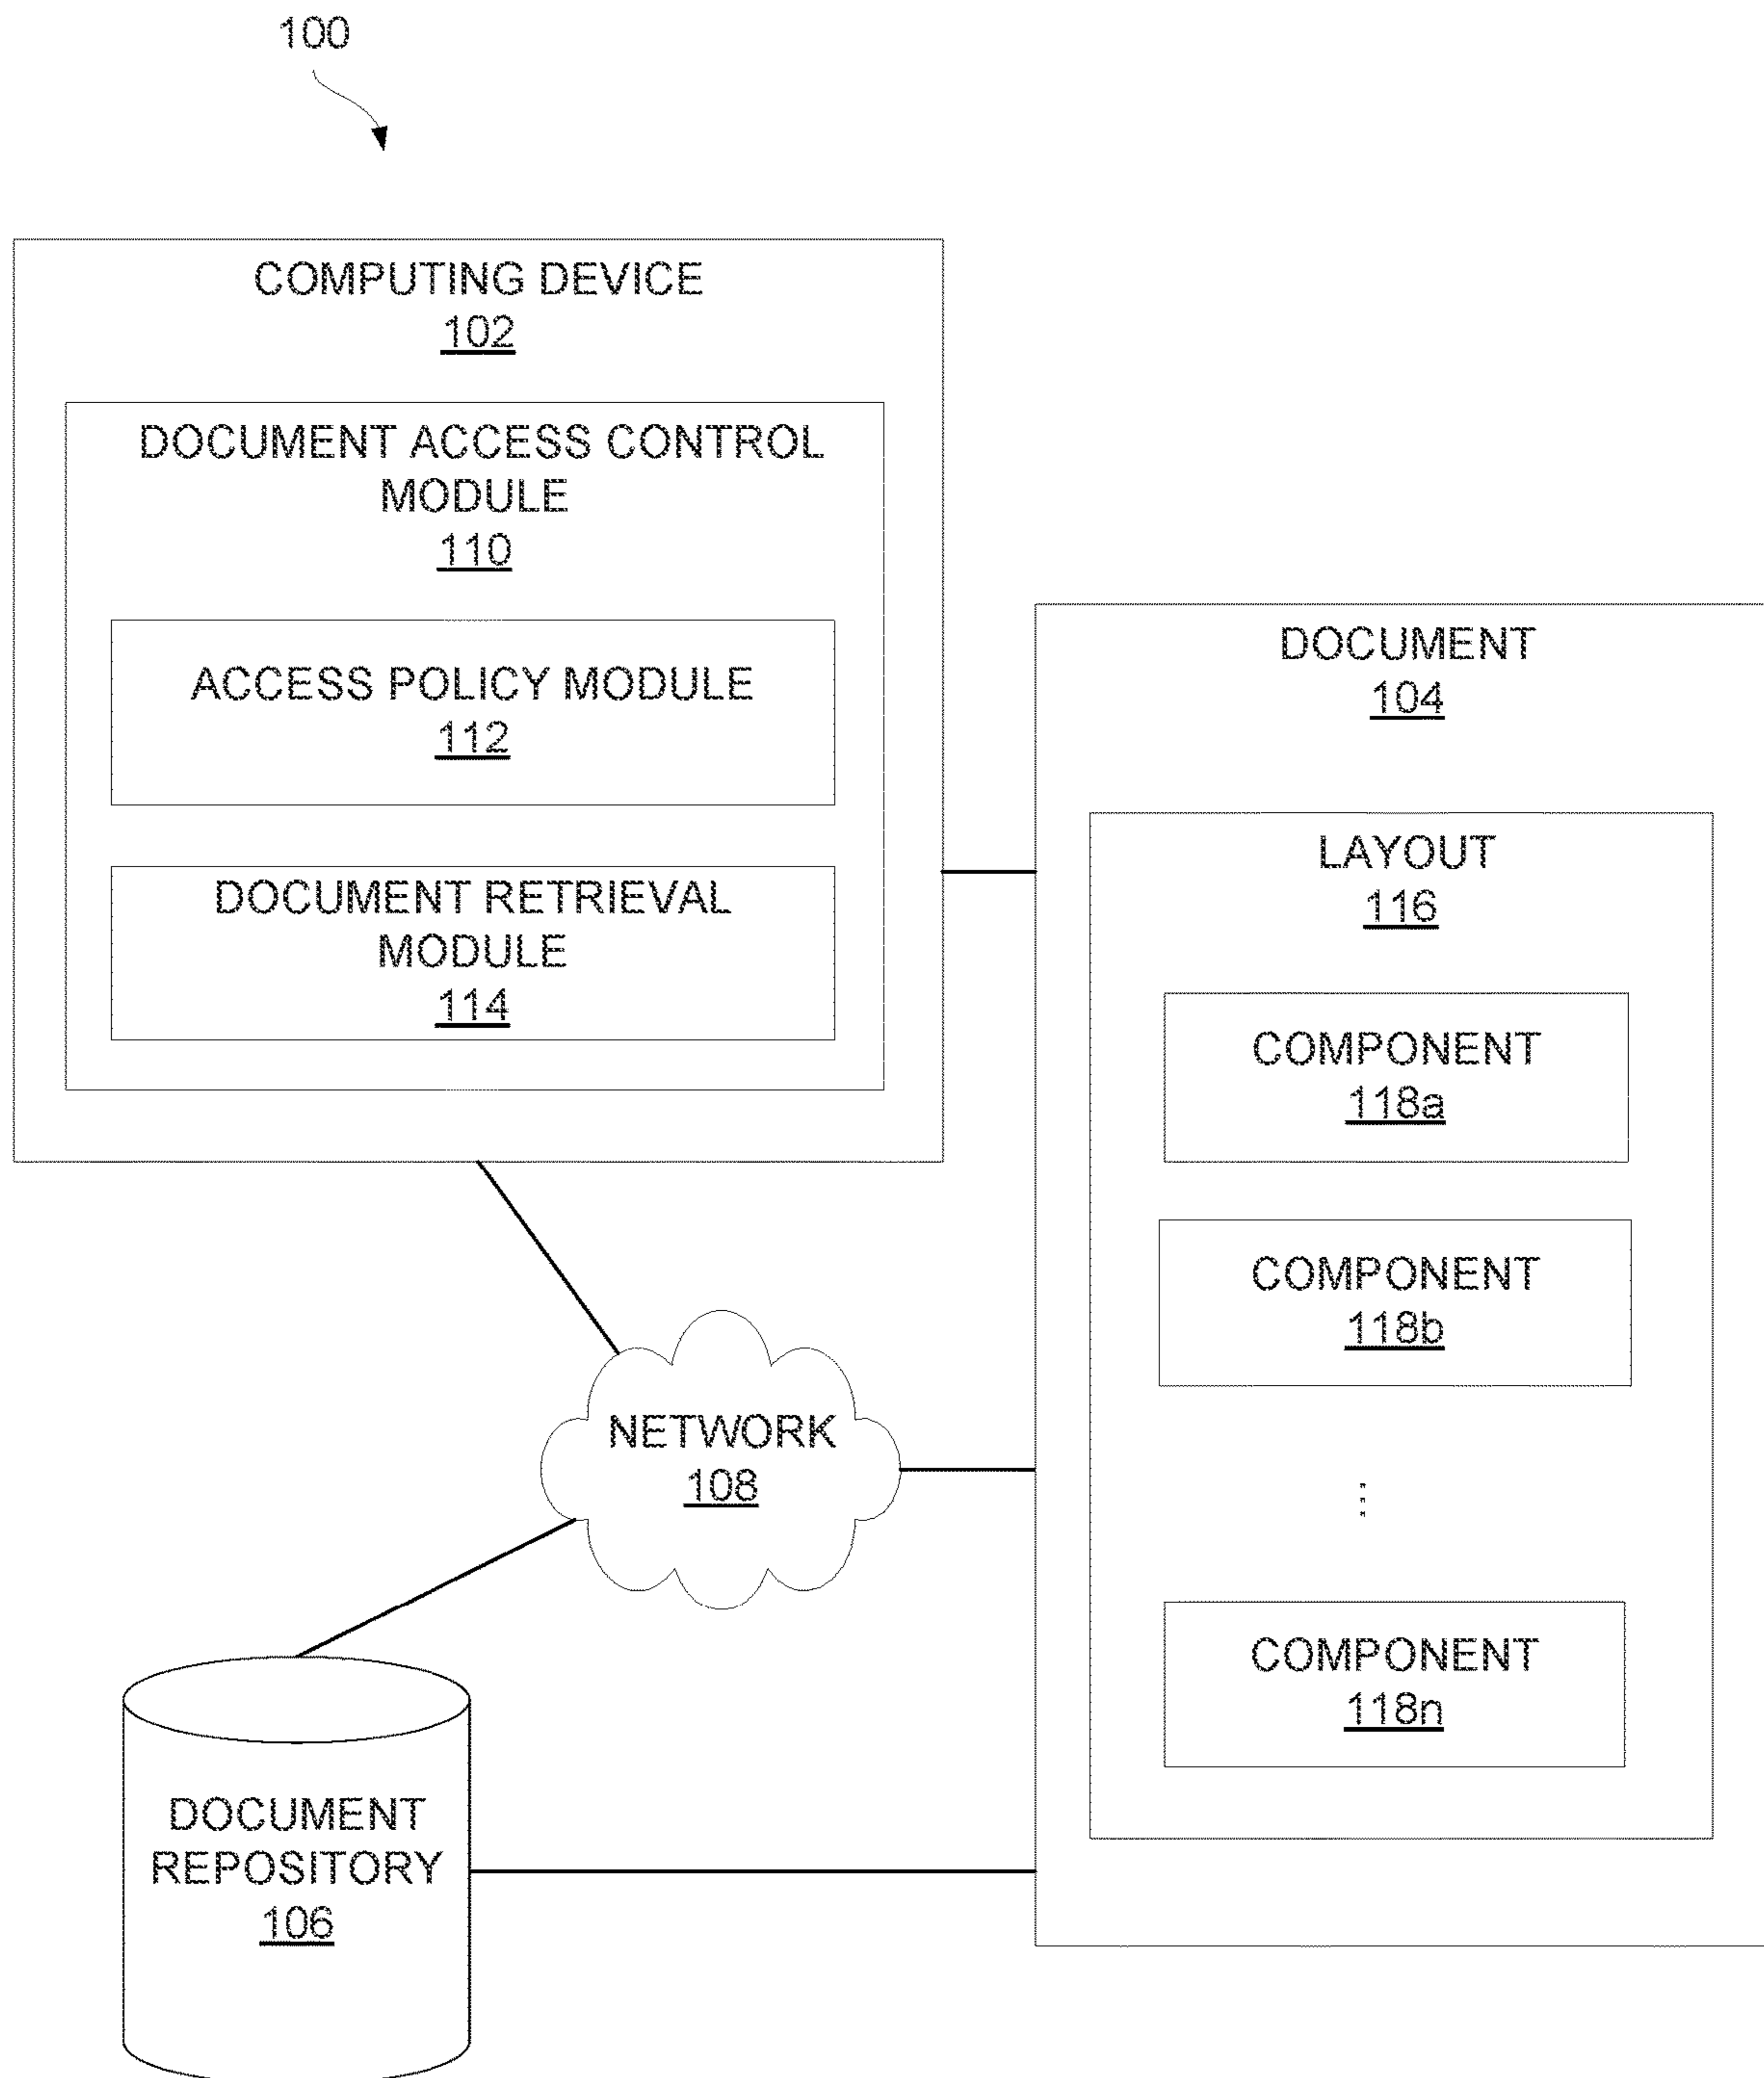 100
COMPUTING DEVICE
102
DOCUMENT ACCESS CONTROL
MODULE
110
ACCESS POLICY MODULE
112
DOCUMENT RETRIEVAL
MODULE
114
DOCUMENT
104
LAYOUT
116
COMPONENT
118a
COMPONENT
118b
⋮
COMPONENT
118n
NETWORK
108
DOCUMENT
REPOSITORY
106